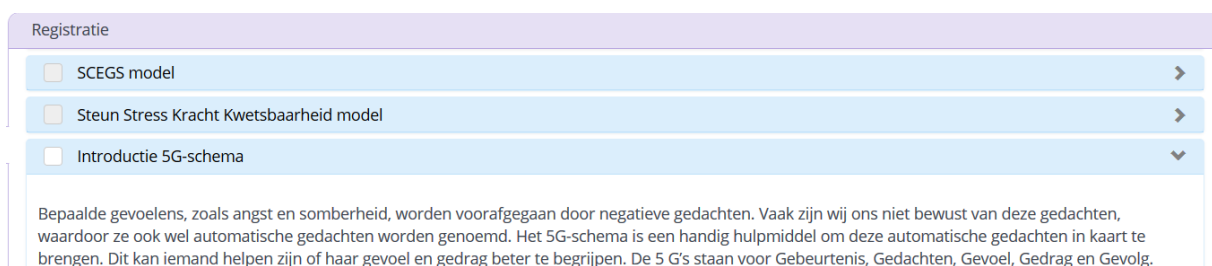 Registratie
SCEGS model
Steun Stress Kracht Kwetsbaarheid model
Introductie 5G-schema
Bepaalde gevoelens, zoals angst en somberheid, worden voorafgegaan door negatieve gedachten. Vaak zijn wij ons niet bewust van deze gedachten,
waardoor ze ook wel automatische gedachten worden genoemd. Het 5G-schema is een handig hulpmiddel om deze automatische gedachten in kaart te
brengen. Dit kan iemand helpen zijn of haar gevoel en gedrag beter te begrijpen. De 5 G's staan voor Gebeurtenis, Gedachten, Gevoel, Gedrag en Gevolg.